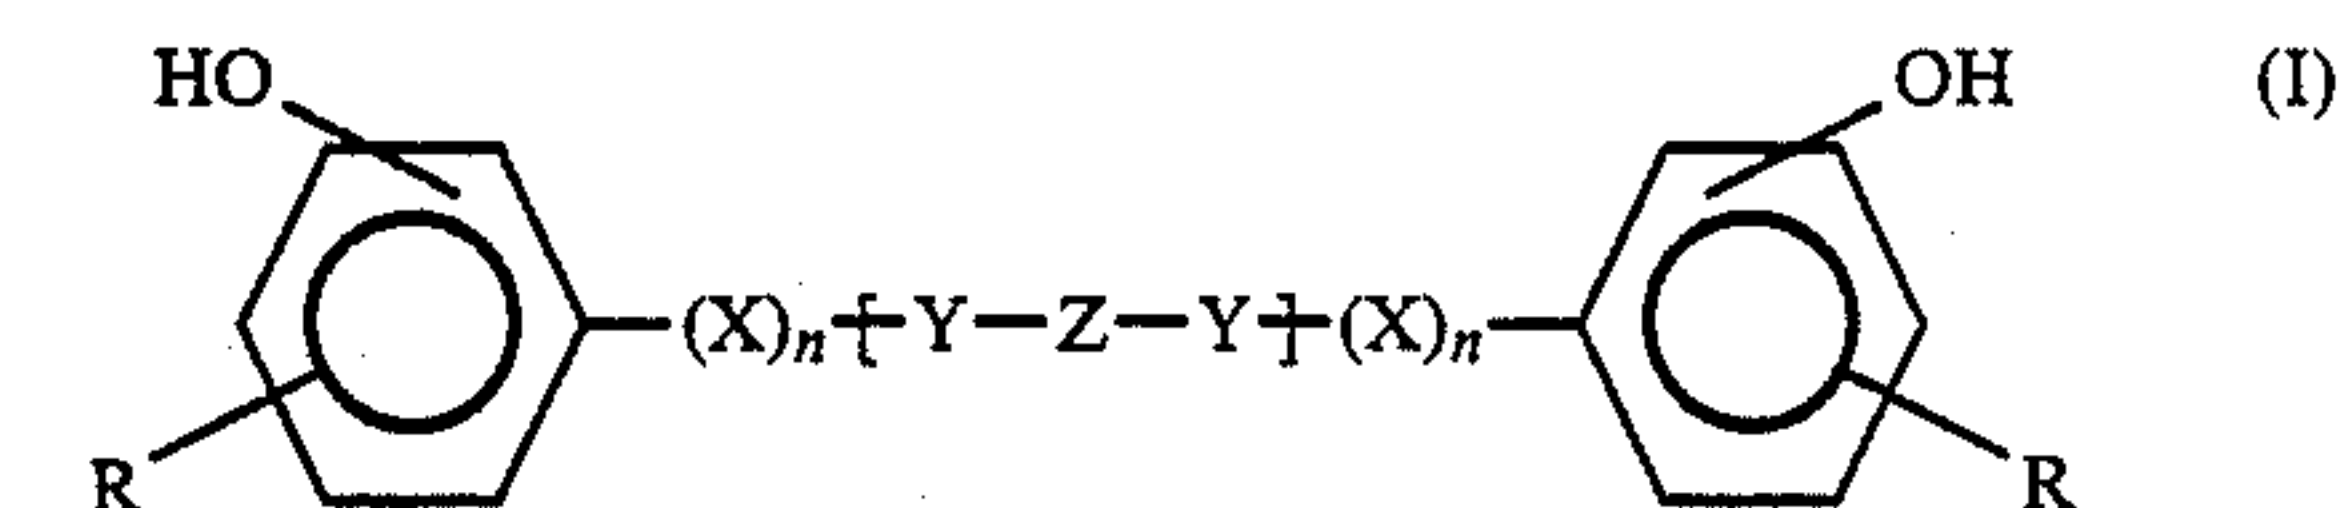 HO OH (I)
(X)n[Y—Z—Y](X)n
R R